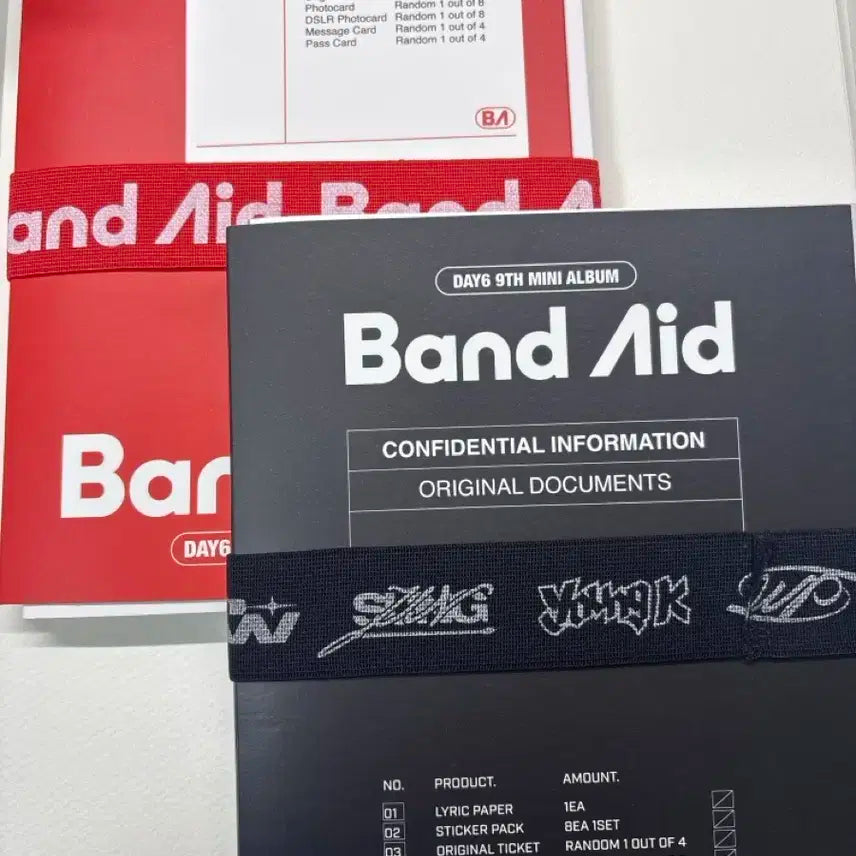 Photocard Random 1 out of 8
DSLR Photocard Random 1 out of 8
Message Card Random 1 out of 4
Pass Card Random 1 out of 4
BA
and Aid Band A
Ban
DAY6
DAY6 9TH MINI ALBUM
Band Aid
CONFIDENTIAL INFORMATION
ORIGINAL DOCUMENTS
SUNG Young K
NO. PRODUCT. AMOUNT.
01 LYRIC PAPER 1EA
02 STICKER PACK 8EA 1SET
03 ORIGINAL TICKET RANDOM 1 OUT OF 4